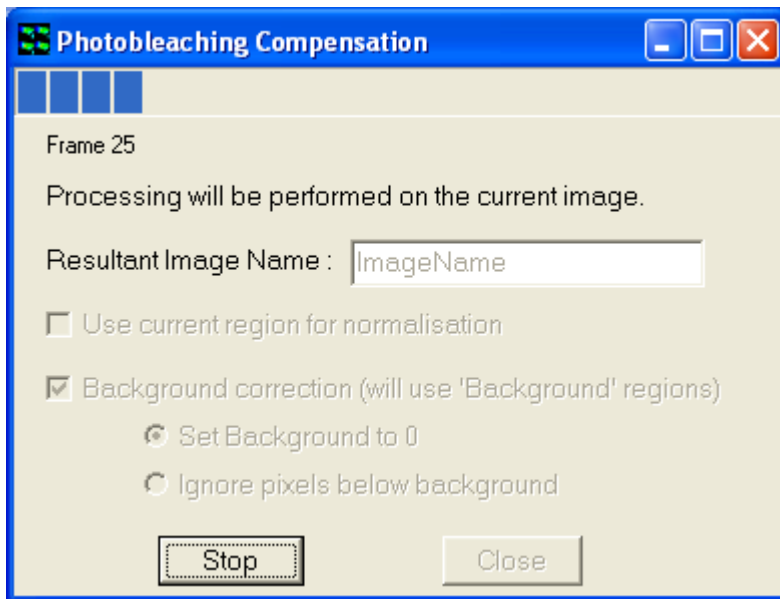 Photobleaching Compensation
Frame 25
Processing will be performed on the current image.
Resultant Image Name : ImageName
Use current region for normalisation
Background correction (will use 'Background' regions)
Set Background to 0
Ignore pixels below background
Stop Close